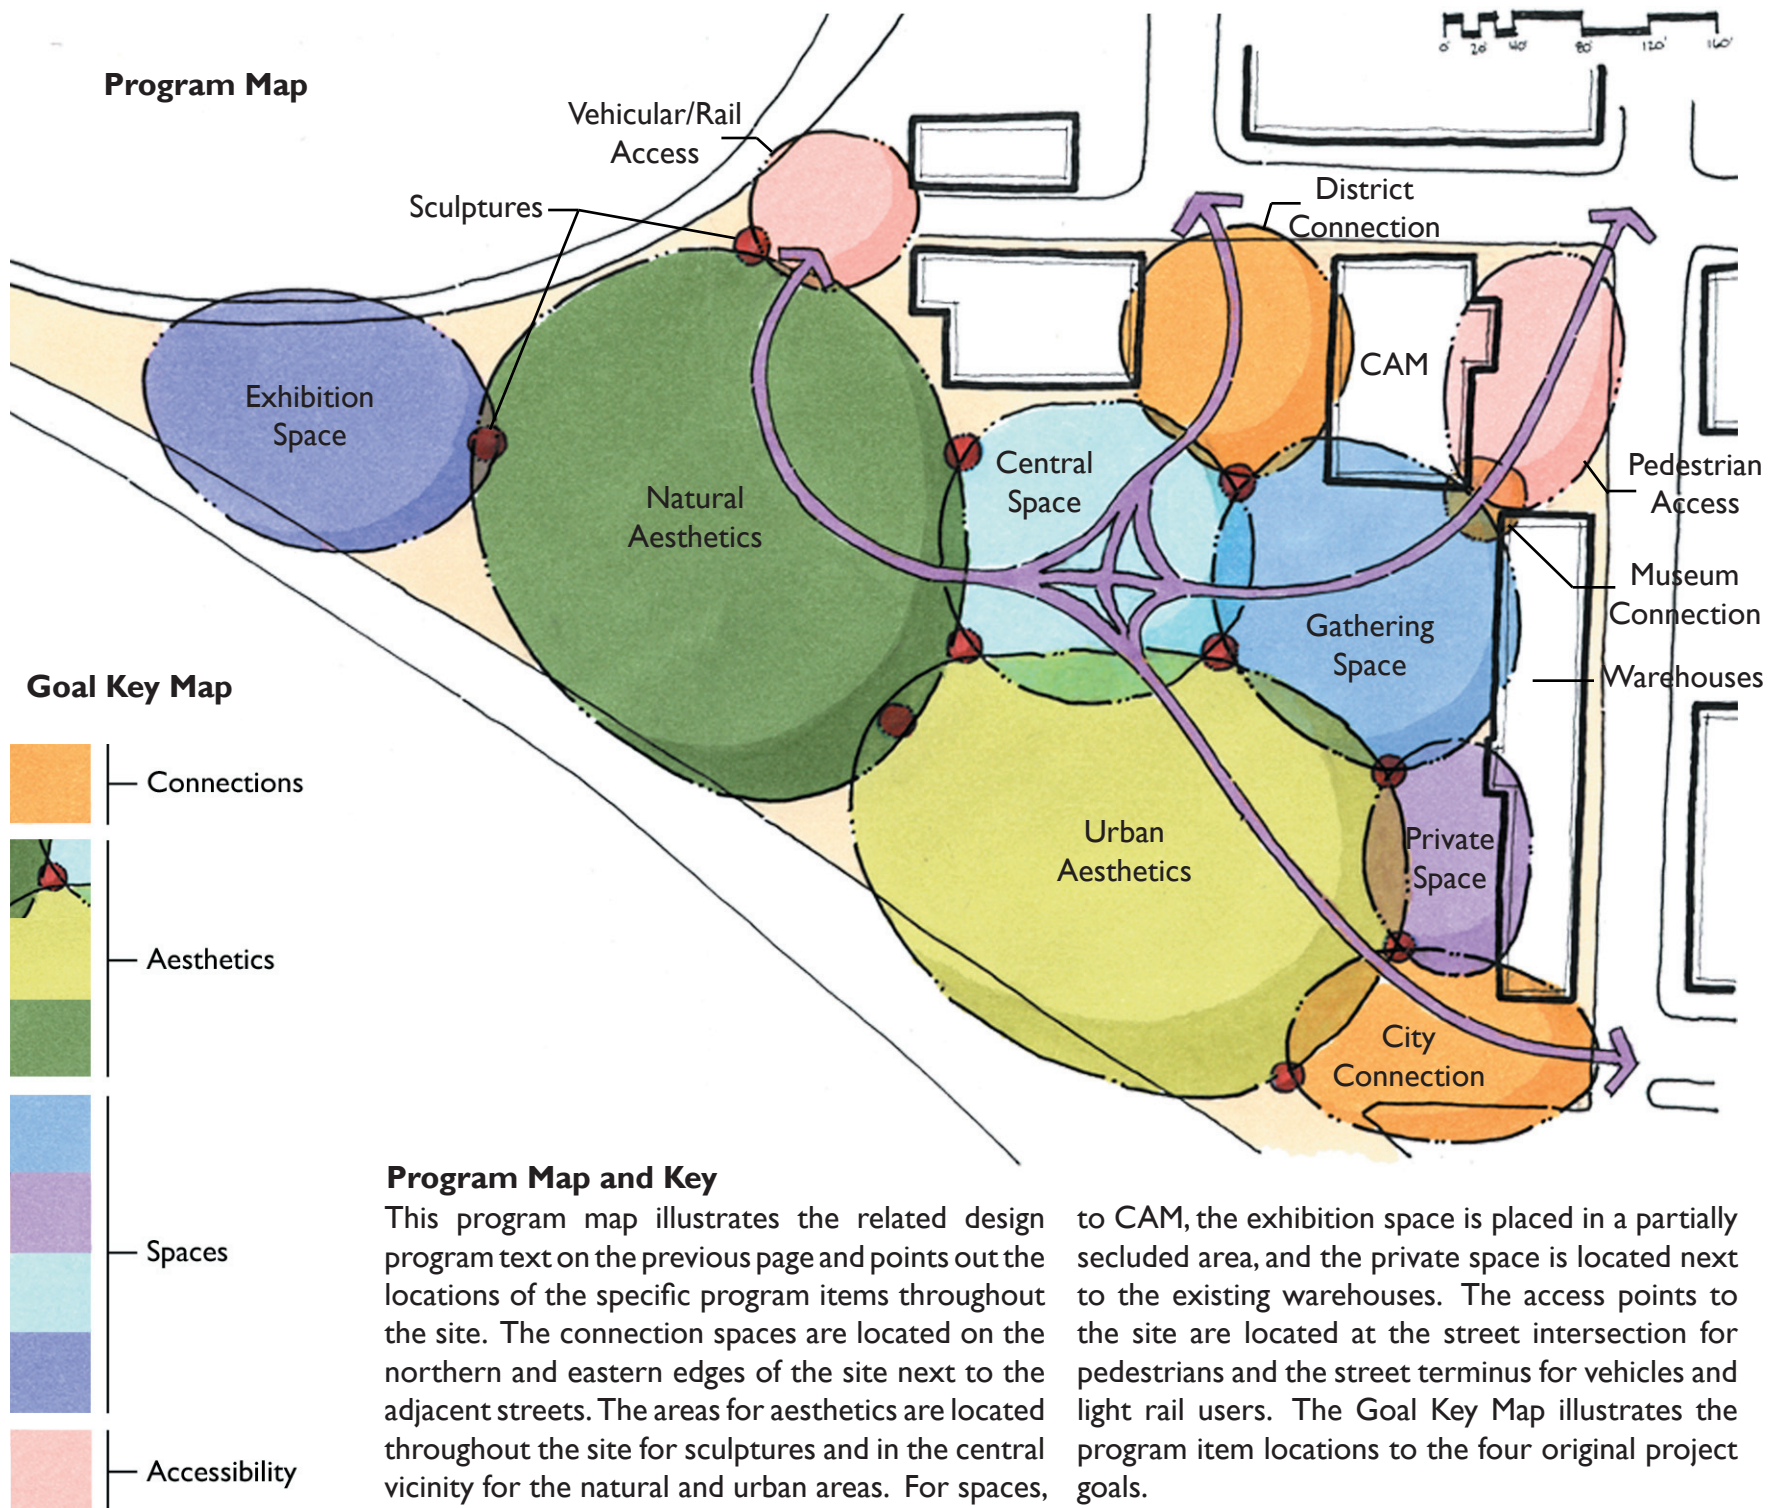 Program Map
0' 20' 40' 80' 120' 160'
Vehicular/Rail
Access
Sculptures
District
Connection
CAM
Exhibition
Space
Central
Space
Natural
Aesthetics
Pedestrian
Access
Museum
Connection
Gathering
Space
Warehouses
Urban
Aesthetics
Private
Space
City
Connection
Goal Key Map
Connections
Aesthetics
Spaces
Accessibility
Program Map and Key
This program map illustrates the related design
program text on the previous page and points out the
locations of the specific program items throughout
the site. The connection spaces are located on the
northern and eastern edges of the site next to the
adjacent streets. The areas for aesthetics are located
throughout the site for sculptures and in the central
vicinity for the natural and urban areas. For spaces,
to CAM, the exhibition space is placed in a partially
secluded area, and the private space is located next
to the existing warehouses. The access points to
the site are located at the street intersection for
pedestrians and the street terminus for vehicles and
light rail users. The Goal Key Map illustrates the
program item locations to the four original project
goals.